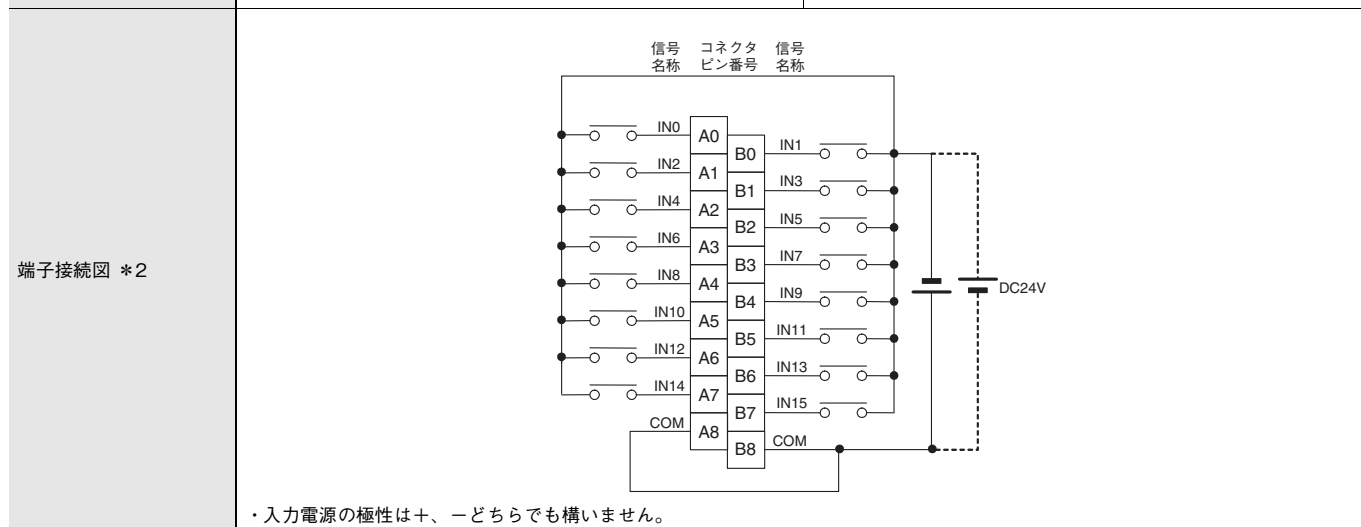 信号 コネクタ 信号
名称 ピン番号 名称
IN0 A0
B0 IN1
IN2 A1
B1 IN3
IN4 A2
B2 IN5
IN6 A3
B3 IN7
IN8 A4
B4 IN9
IN10 A5
B5 IN11
IN12 A6
B6 IN13
IN14 A7
B7 IN15
COM A8
B8 COM
DC24V
端子接続図 *2
・入力電源の極性は+、−どちらでも構いません。